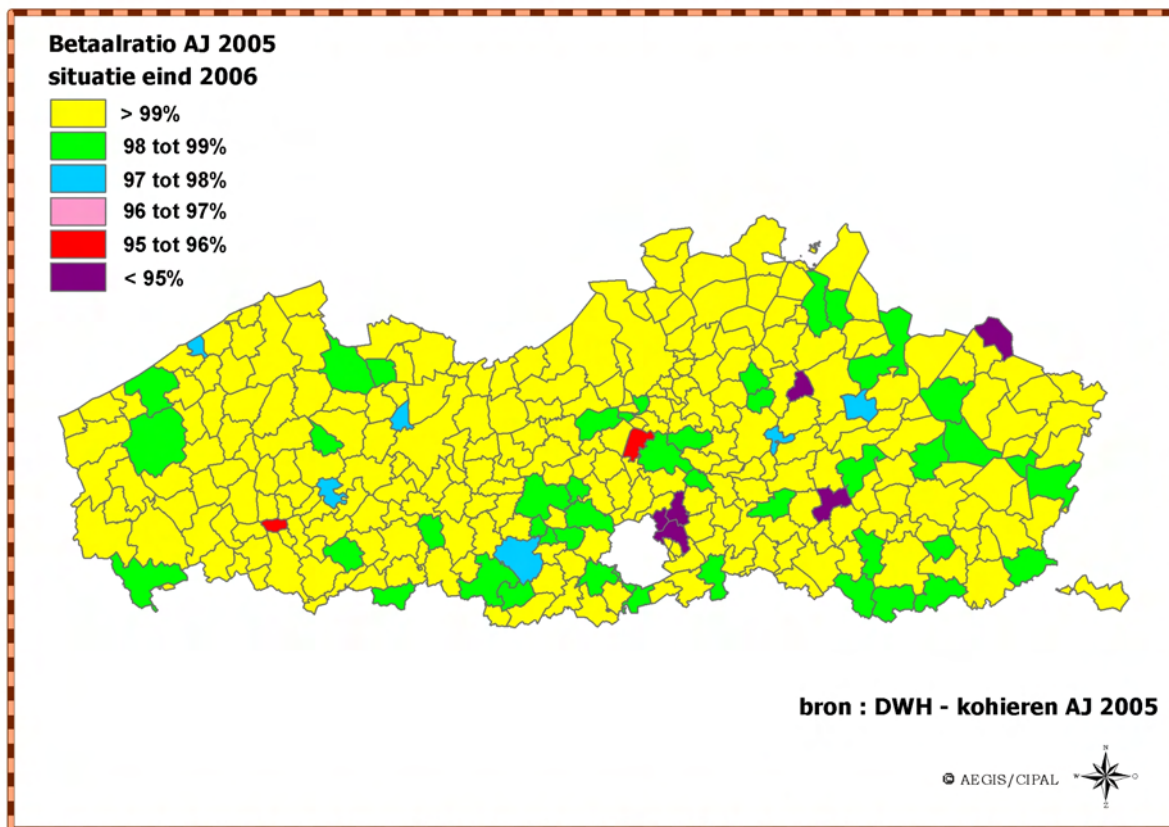 Betaalratio AJ 2005
situatie eind 2006
> 99%
98 tot 99%
97 tot 98%
96 tot 97%
95 tot 96%
< 95%
bron : DWH - kohieren AJ 2005
© AEGIS/CIPAL
N
W
O
Z